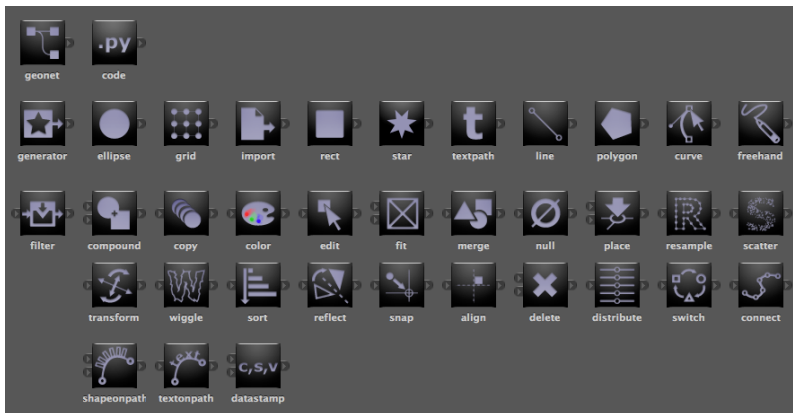 .py
geonet code
t
generator ellipse grid import rect star textpath line polygon curve freehand
R S
filter compound copy color edit fit merge null place resample scatter
W
transform wiggle sort reflect snap align delete distribute switch connect
text c,s,v
shapeonpath textonpath datastamp